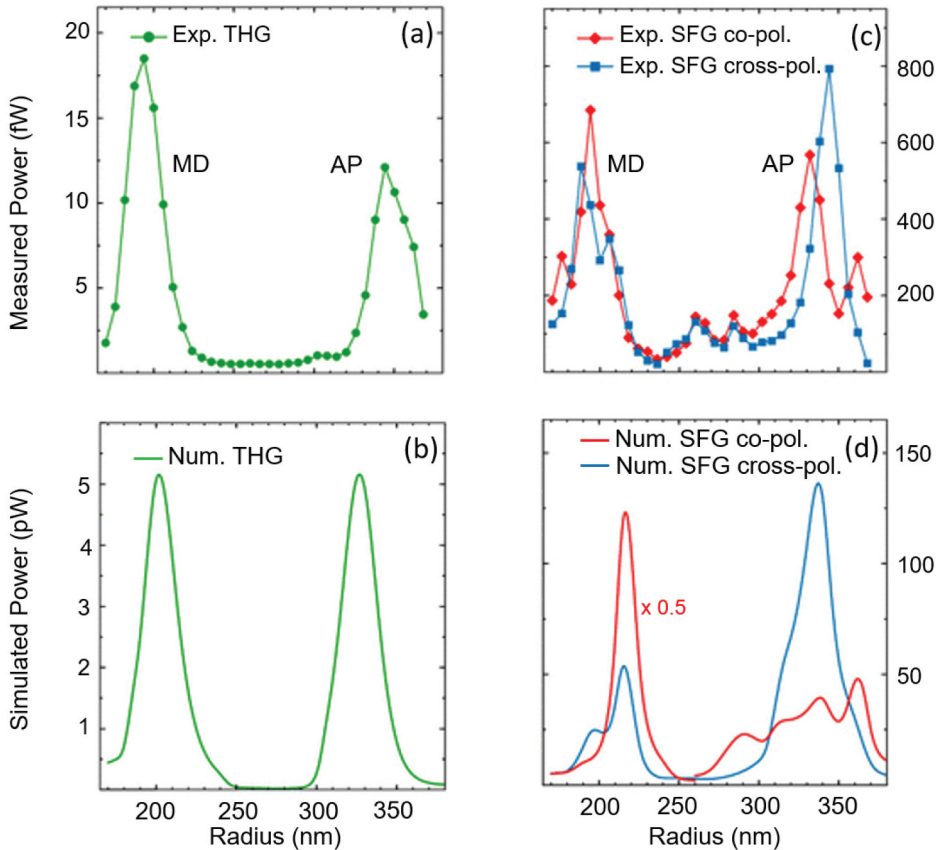 Exp. THG
(a)
MD
AP
20
15
10
5
Measured Power (fW)
Exp. SFG co-pol.
Exp. SFG cross-pol.
(c)
MD
AP
800
600
400
200
Num. THG
(b)
5
4
3
2
1
Simulated Power (pW)
200
250
300
350
Radius (nm)
Num. SFG co-pol.
Num. SFG cross-pol.
(d)
x 0.5
150
100
50
200
250
300
350
Radius (nm)